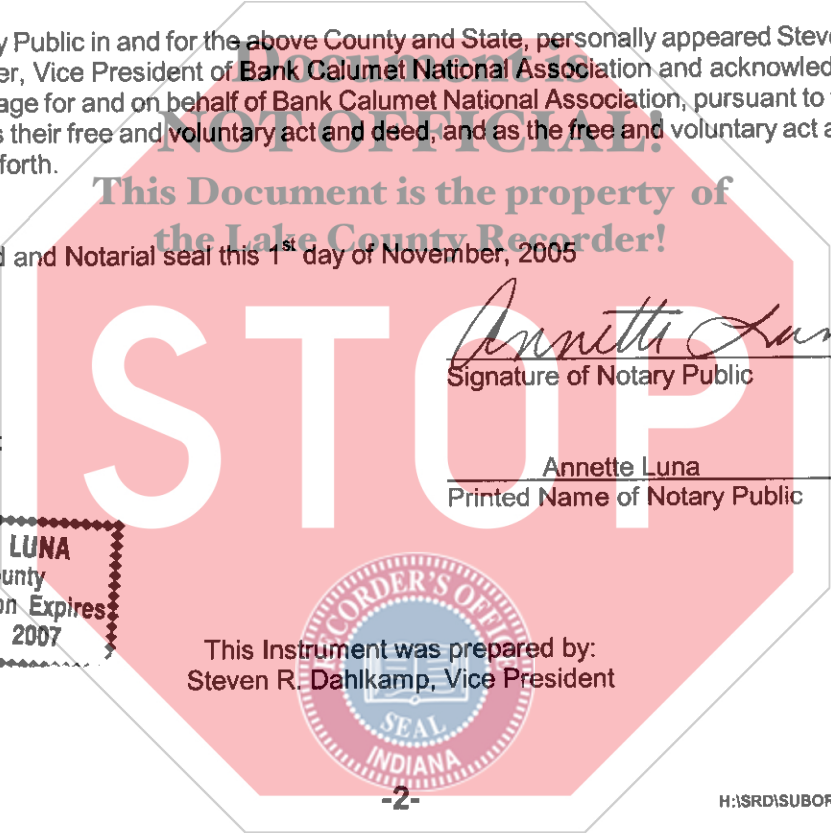 y Public in and for the above County and State, personally appeared Steve
er, Vice President of Bank Calumet National Association and acknowled
age for and on behalf of Bank Calumet National Association, pursuant to
s their free and voluntary act and deed, and as the free and voluntary act a
forth.
Document is
NOT OFFICIAL!
This Document is the property of
the Lake County Recorder!
d and Notarial seal this 1st day of November, 2005
STOP
Annette Lun
Signature of Notary Public
Annette Luna
Printed Name of Notary Public
LUNA
unty
on Expires
2007
RECORDER'S OFFICE
SEAL
INDIANA
This Instrument was prepared by:
Steven R. Dahlkamp, Vice President
-2-
H:\SRD\SUBOR